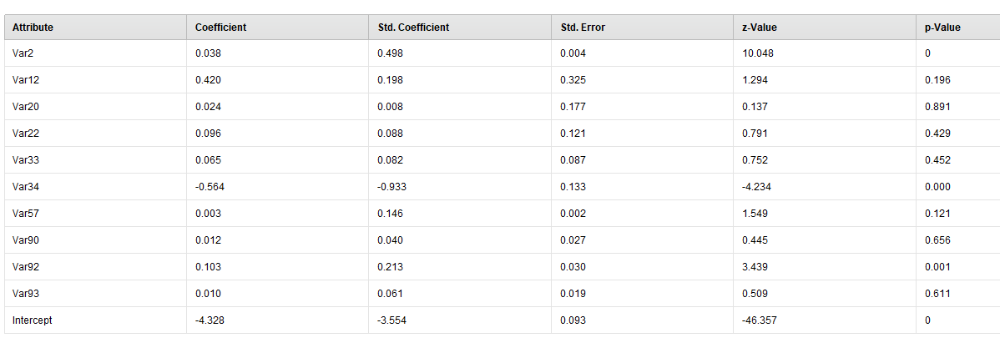 Attribute Coefficient Std. Coefficient Std. Error z-Value p-Value
Var2 0.038 0.498 0.004 10.048 0
Var12 0.420 0.198 0.325 1.294 0.196
Var20 0.024 0.008 0.177 0.137 0.891
Var22 0.096 0.088 0.121 0.791 0.429
Var33 0.065 0.082 0.087 0.752 0.452
Var34 -0.564 -0.933 0.133 -4.234 0.000
Var57 0.003 0.146 0.002 1.549 0.121
Var90 0.012 0.040 0.027 0.445 0.656
Var92 0.103 0.213 0.030 3.439 0.001
Var93 0.010 0.061 0.019 0.509 0.611
Intercept -4.328 -3.554 0.093 -46.357 0